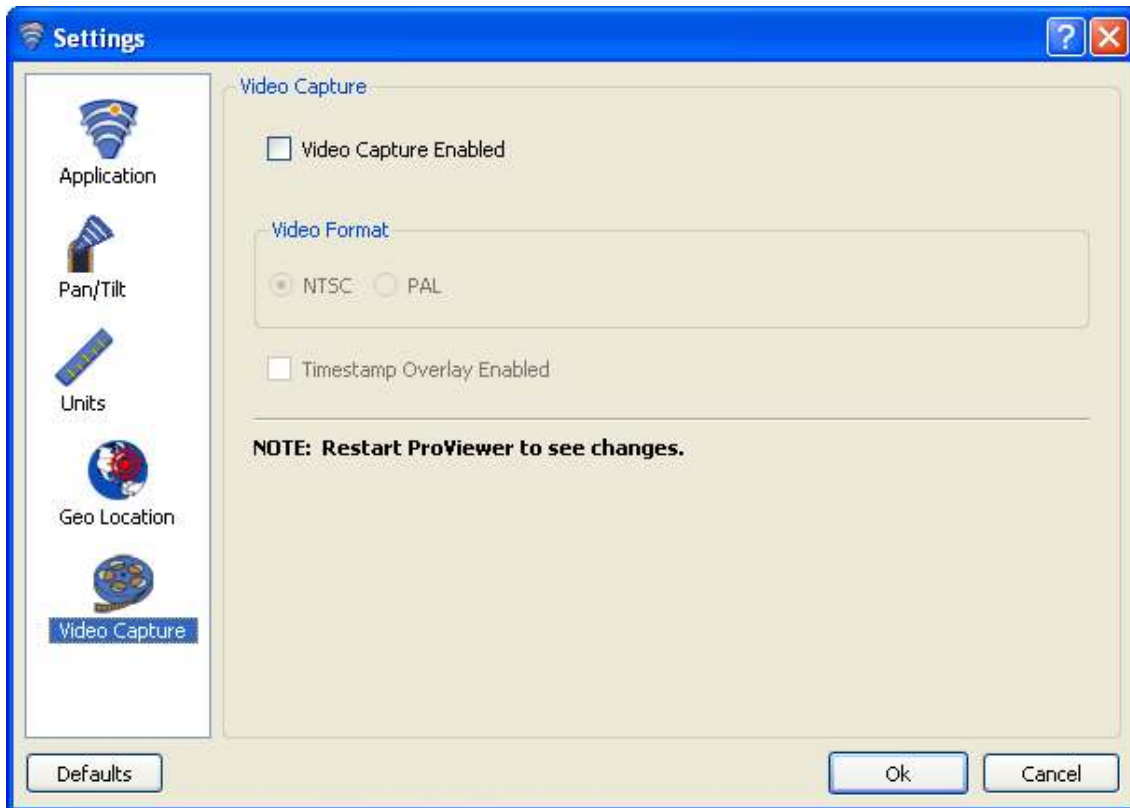 Settings
Application
Pan/Tilt
Units
Geo Location
Video Capture
Video Capture
Video Capture Enabled
Video Format
NTSC
PAL
Timestamp Overlay Enabled
NOTE: Restart ProViewer to see changes.
Defaults
Ok
Cancel